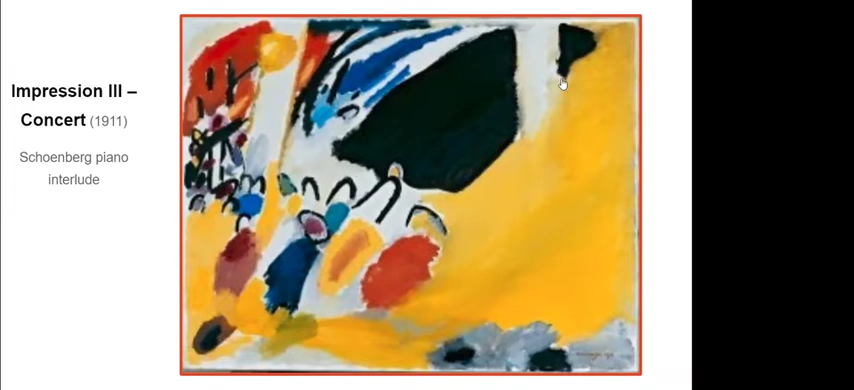 Impression III –
Concert (1911)
Schoenberg piano
interlude